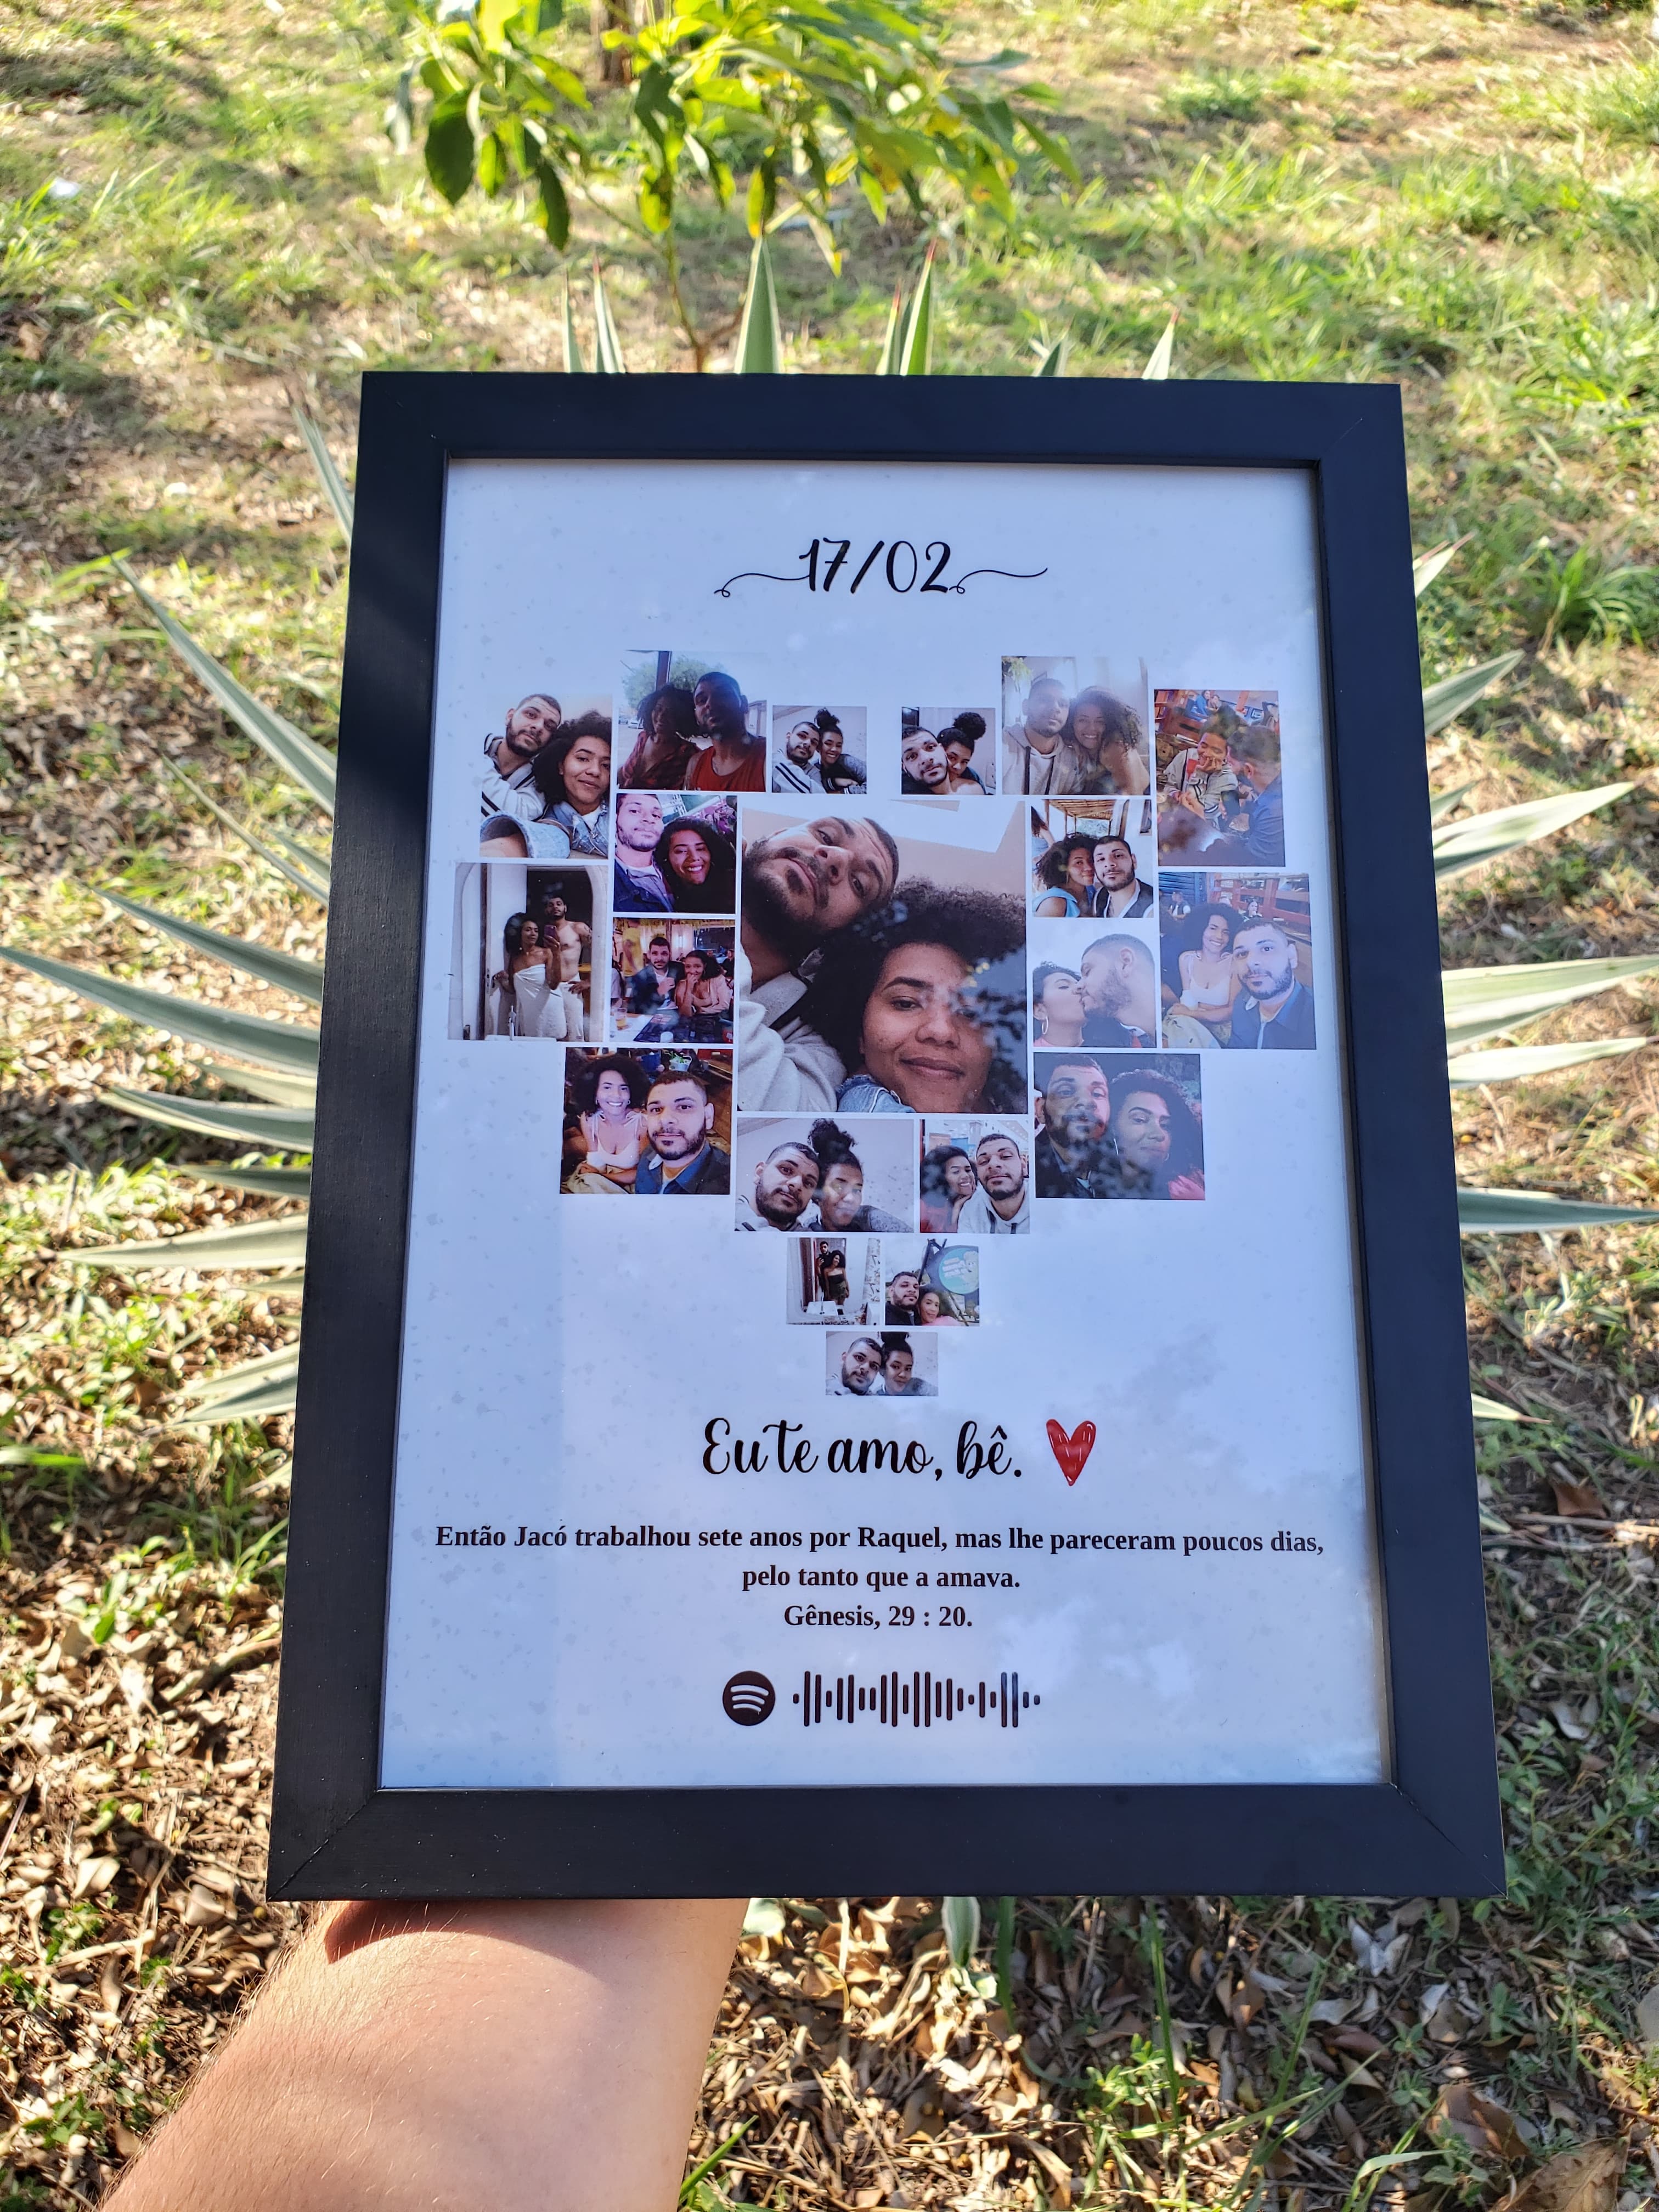 17/02
Eu te amo, bê.
Então Jacó trabalhou sete anos por Raquel, mas lhe pareceram poucos dias,
pelo tanto que a amava.
Gênesis, 29 : 20.